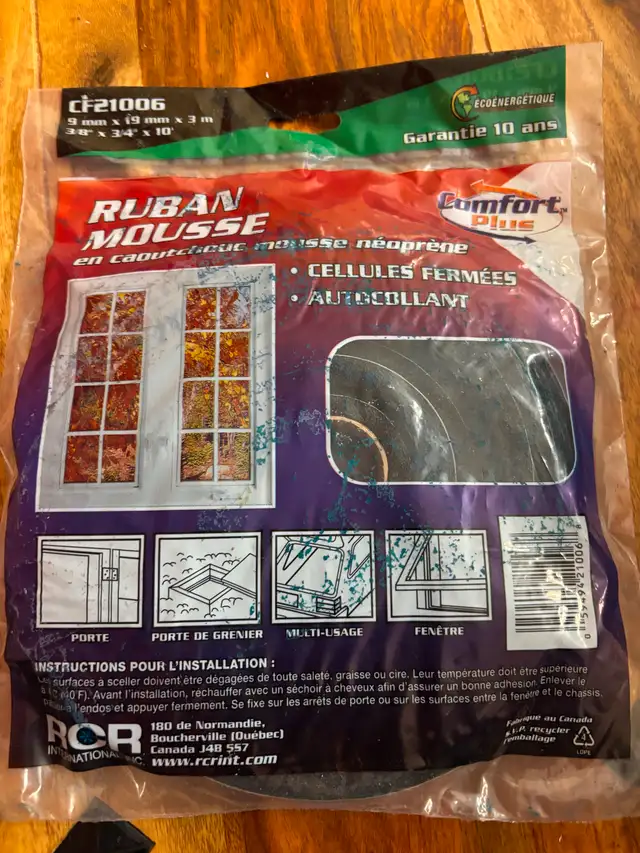 CF21006
9 mm x 19 mm x 3 m
3/8" x 3/4" x 10'
ÉCOÉNERGÉTIQUE
Garantie 10 ans
RUBAN
MOUSSE
en caoutchouc mousse néoprène
Comfort
Plus
• CELLULES FERMÉES
• AUTOCOLLANT
PORTE
PORTE DE GRENIER
MULTI-USAGE
FENÊTRE
INSTRUCTIONS POUR L'INSTALLATION :
Les surfaces à sceller doivent être dégagées de toute saleté, graisse ou cire. Leur température doit être supérieure
(40°F). Avant l'installation, réchauffer avec un séchoir à cheveux afin d'assurer un bonne adhésion. Enlever le
l'endos et appuyer fermement. Se fixe sur les arrêts de porte ou sur les surfaces entre la fenêtre et le chassis.
RCR
INTERNATIONAL INC.
180 de Normandie,
Boucherville (Québec)
Canada J4B 5S7
www.rcrint.com
Fabriqué au Canada
S.V.P. recycler
l'emballage
4
LDPE